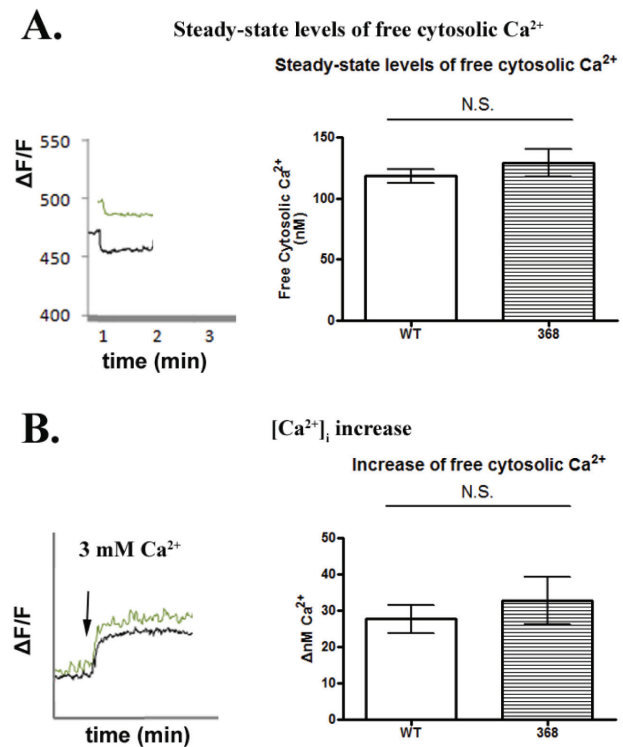 A.
Steady-state levels of free cytosolic Ca²⁺
Steady-state levels of free cytosolic Ca²⁺
N.S.
ΔF/F
550
500
450
400
1 2 3
time (min)
Free Cytosolic Ca²⁺
(nM)
150
100
50
0
WT 368
B.
[Ca²⁺]ᵢ increase
Increase of free cytosolic Ca²⁺
N.S.
3 mM Ca²⁺
ΔF/F
time (min)
ΔnM Ca²⁺
50
40
30
20
10
0
WT 368